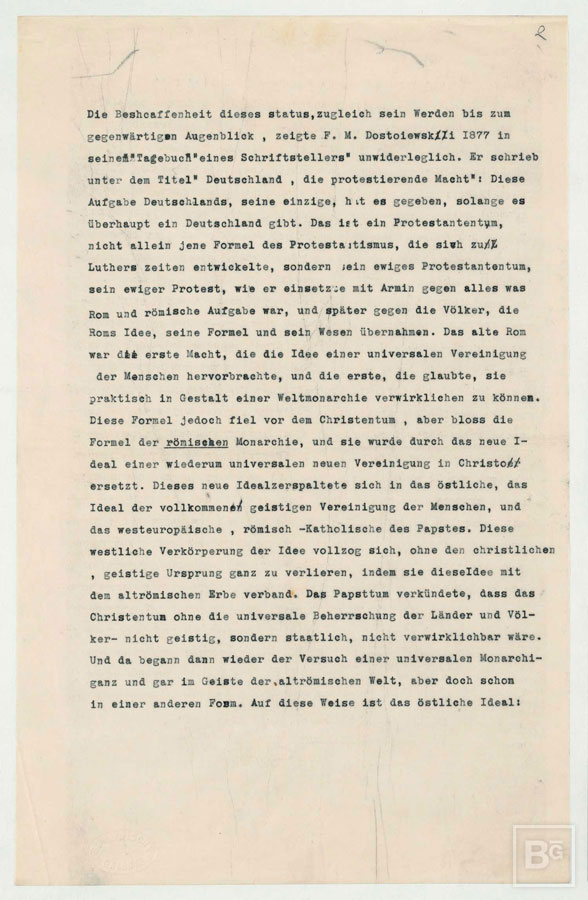 2
Die Beshcaffenheit dieses status,zugleich sein Werden bis zum
gegenwärtigen Augenblick , zeigte F. M. Dostoiewski 1877 in
seinem"Tagebuch"eines Schriftstellers" unwiderleglich. Er schrieb
unter dem Titel" Deutschland , die protestierende Macht": Diese
Aufgabe Deutschlands, seine einzige, hat es gegeben, solange es
überhaupt ein Deutschland gibt. Das ist ein Protestantentum,
nicht allein jene Formel des Protestantismus, die sich zu
Luthers zeiten entwickelte, sondern sein ewiges Protestantentum,
sein ewiger Protest, wie er einsetzte mit Armin gegen alles was
Rom und römische Aufgabe war, und später gegen die Völker, die
Roms Idee, seine Formel und sein Wesen übernahmen. Das alte Rom
war die erste Macht, die die Idee einer universalen Vereinigung
der Menschen hervorbrachte, und die erste, die glaubte, sie
praktisch in Gestalt einer Weltmonarchie verwirklichen zu können.
Diese Formel jedoch fiel vor dem Christentum , aber bloss die
Formel der römischen Monarchie, und sie wurde durch das neue I-
deal einer wiederum universalen neuen Vereinigung in Christo
ersetzt. Dieses neue Idealzerspaltete sich in das östliche, das
Ideal der vollkommenen geistigen Vereinigung der Menschen, und
das westeuropäische , römisch -Katholische des Papstes. Diese
westliche Verkörperung der Idee vollzog sich, ohne den christlichen
, geistige Ursprung ganz zu verlieren, indem sie dieseIdee mit
dem altrömischen Erbe verband. Das Papsttum verkündete, dass das
Christentum ohne die universale Beherrschung der Länder und Völ-
ker- nicht geistig, sondern staatlich, nicht verwirklichbar wäre.
Und da begann dann wieder der Versuch einer universalen Monarchi-
ganz und gar im Geiste der altrömischen Welt, aber doch schon
in einer anderen Form. Auf diese Weise ist das östliche Ideal:
BG